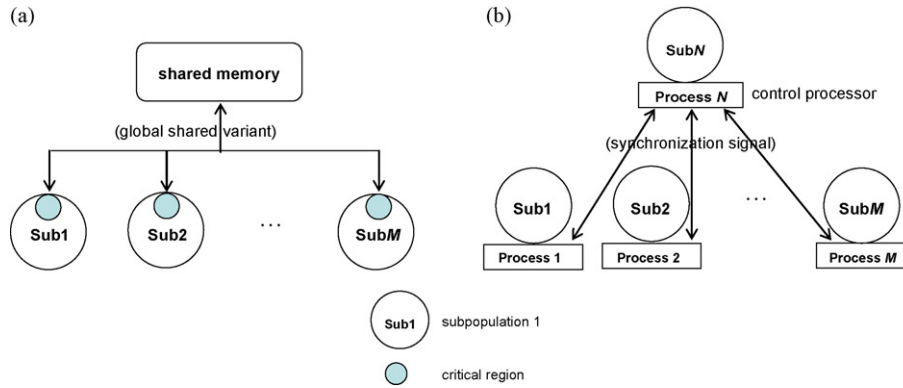 (a)
shared memory
(global shared variant)
Sub1
Sub2
...
SubM
(b)
SubN
Process N
control processor
(synchronization signal)
Sub1
Sub2
...
SubM
Process 1
Process 2
Process M
Sub1
subpopulation 1
critical region